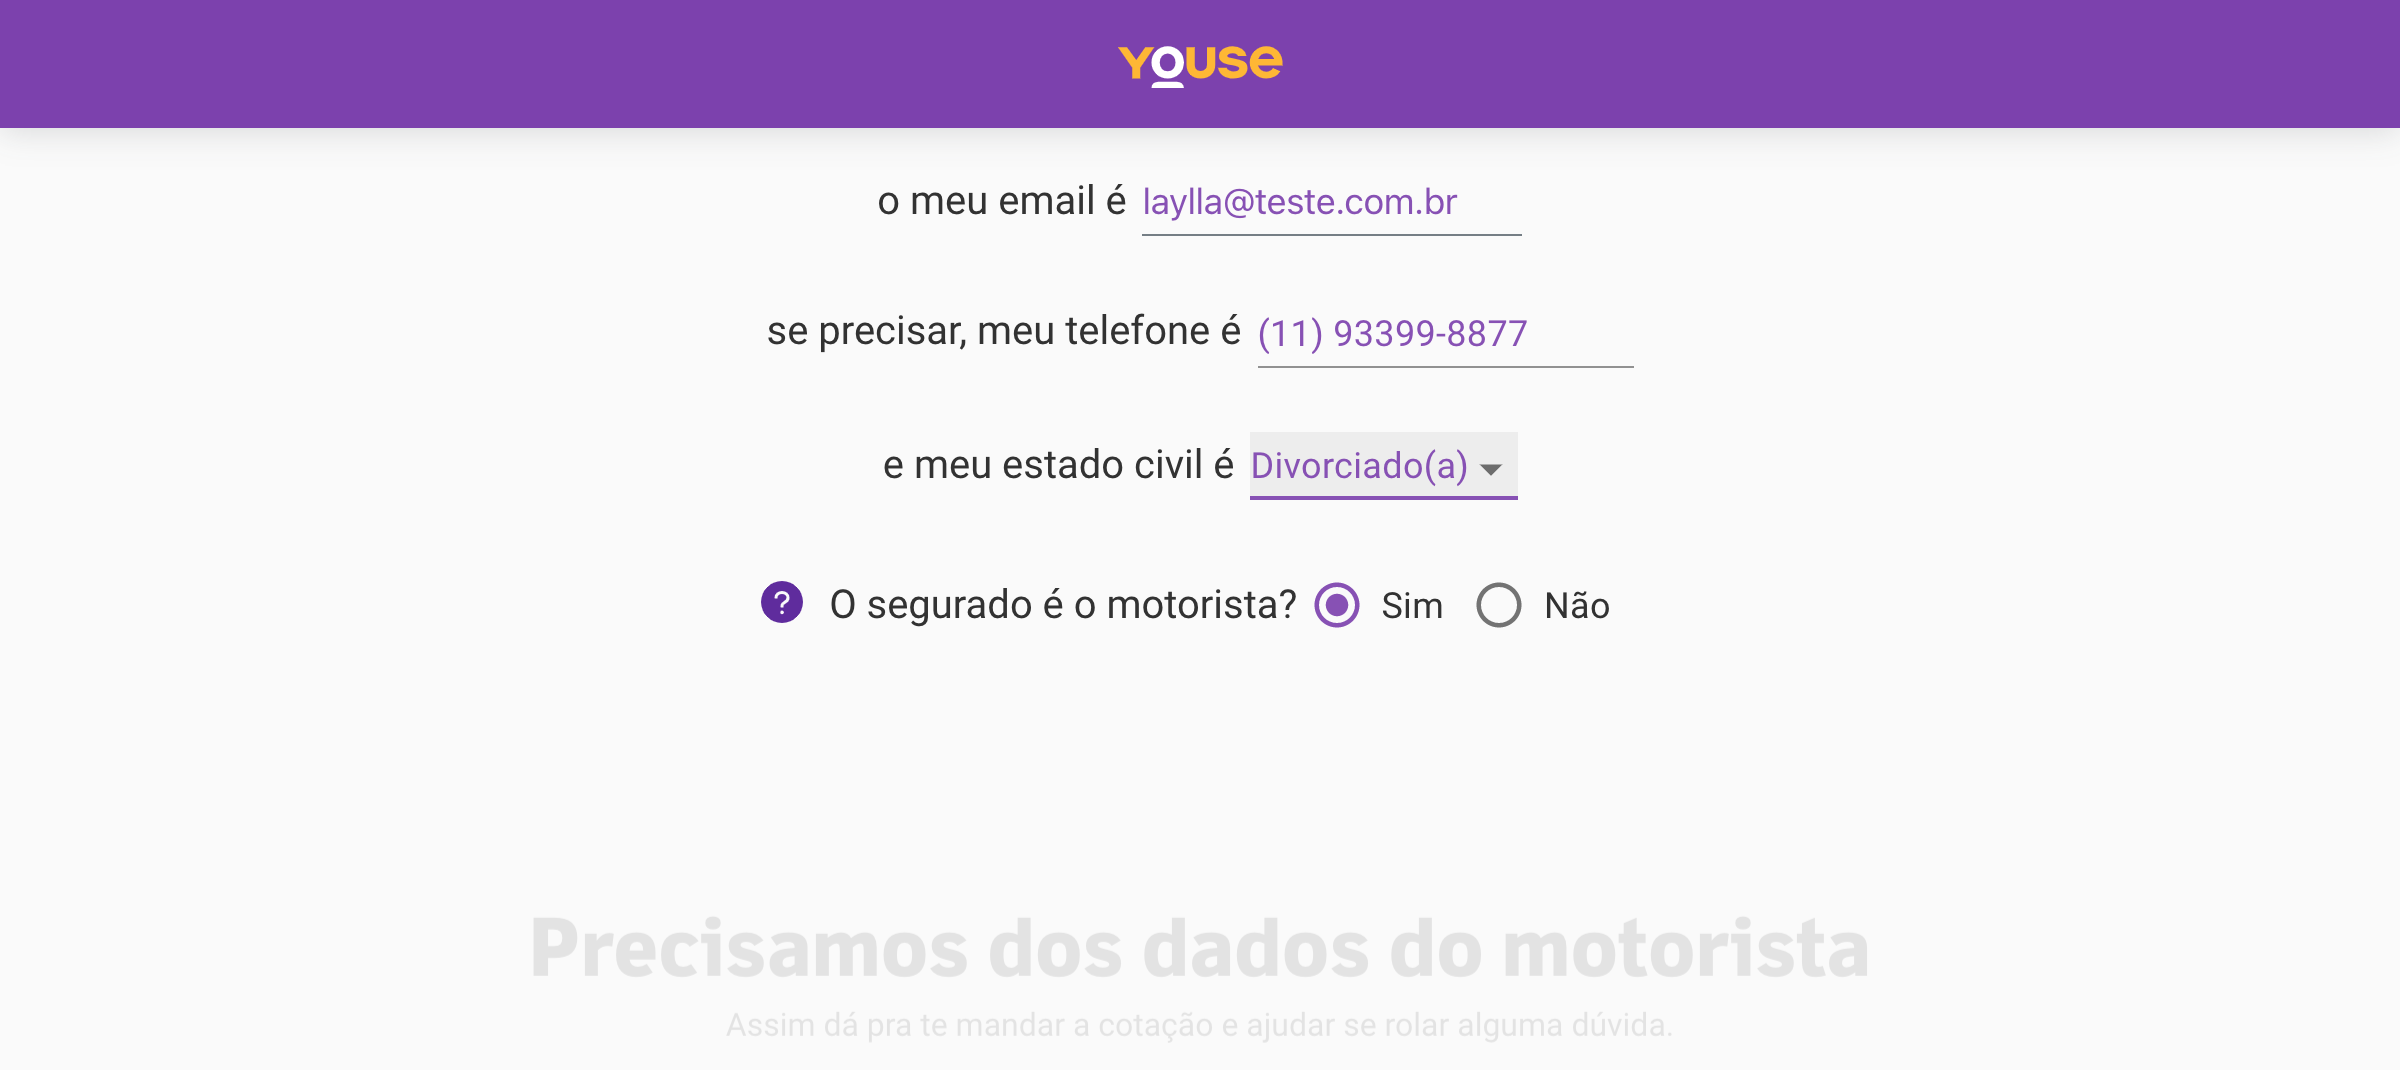 youse
o meu email é laylla@teste.com.br
se precisar, meu telefone é (11) 93399-8877
e meu estado civil é Divorciado(a)
? O segurado é o motorista? Sim Não
Precisamos dos dados do motorista
Assim dá pra te mandar a cotação e ajudar se rolar alguma dúvida.